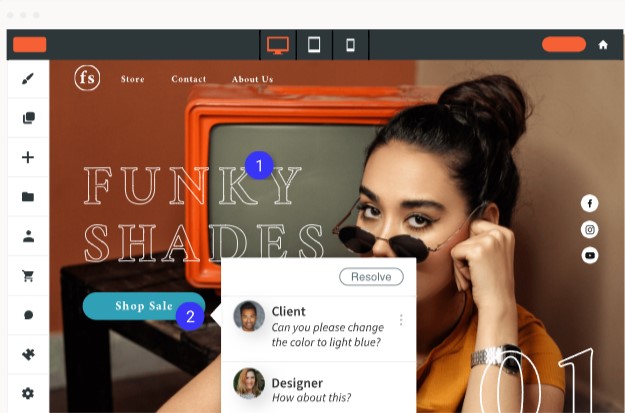 fs
Store Contact About Us
1
FUNKY
SHADES
Resolve
Shop Sale
2
Client
Can you please change
the color to light blue?
Designer
How about this?
01